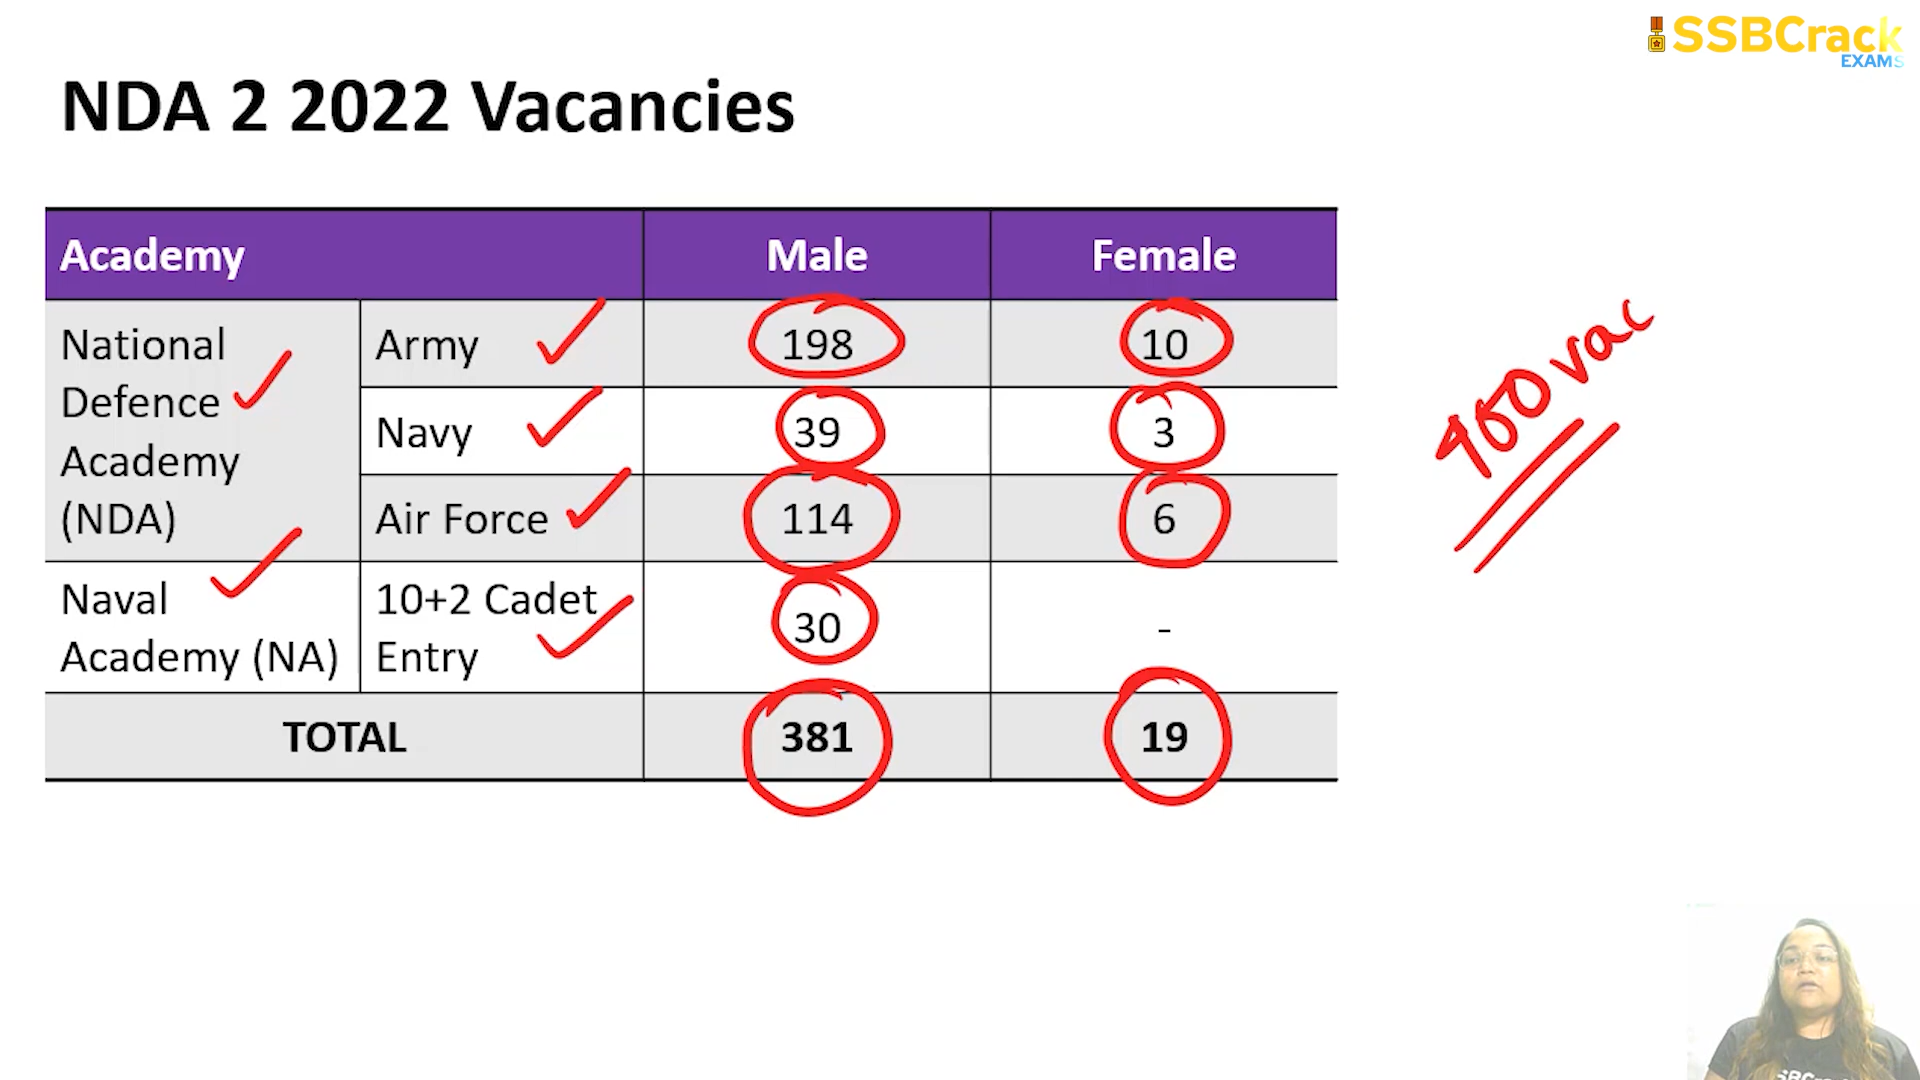 SSBCrack
EXAMS
NDA 2 2022 Vacancies
Academy Male Female
National
Defence
Academy
(NDA)
Army 198 10
Navy 39 3
Air Force 114 6
Naval
Academy (NA)
10+2 Cadet
Entry
30 -
TOTAL 381 19
400 vac